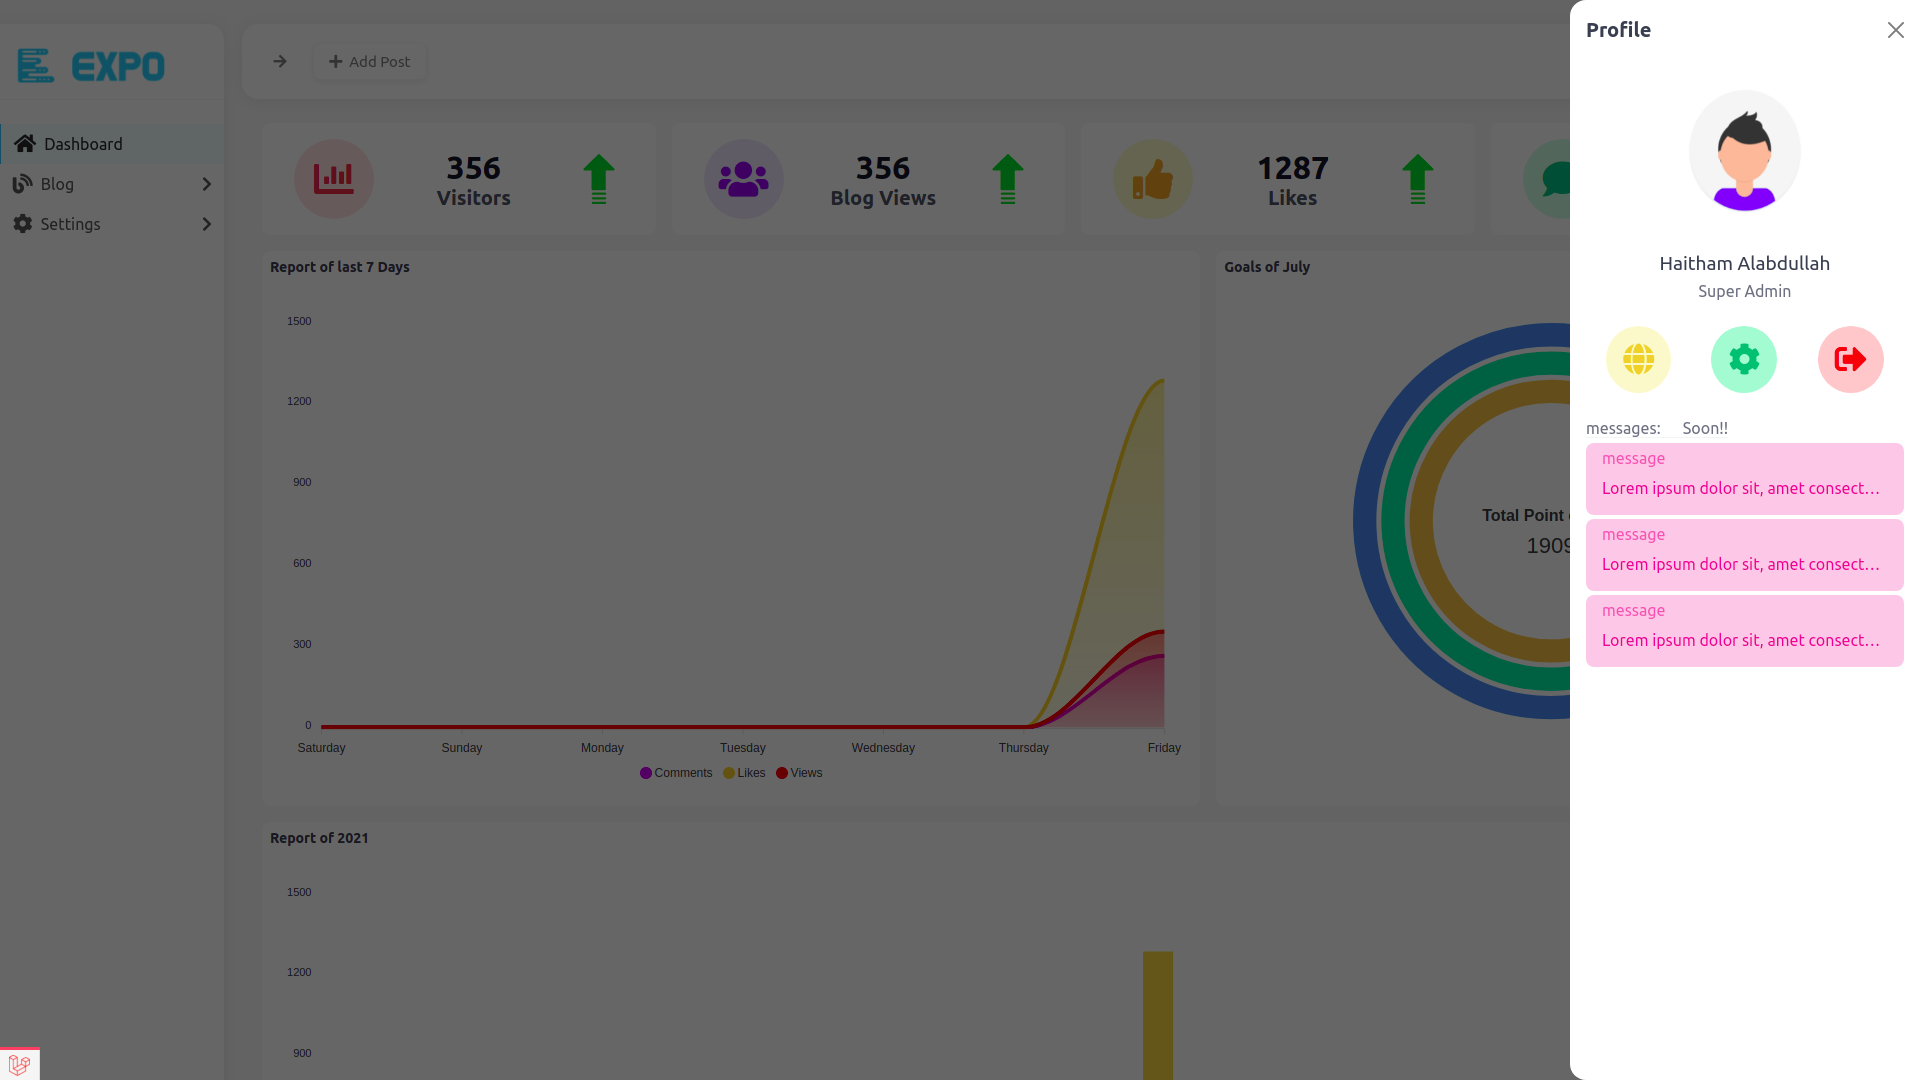 EXPO
Dashboard
Blog
Settings
Add Post
356
Visitors
356
Blog Views
1287
Likes
Report of last 7 Days
1500
1200
900
600
300
0
Saturday Sunday Monday Tuesday Wednesday Thursday Friday
Comments Likes Views
Goals of July
Total Point
1909
Report of 2021
1500
1200
900
Profile
Haitham Alabdullah
Super Admin
messages: Soon!!
message
Lorem ipsum dolor sit, amet consect...
message
Lorem ipsum dolor sit, amet consect...
message
Lorem ipsum dolor sit, amet consect...